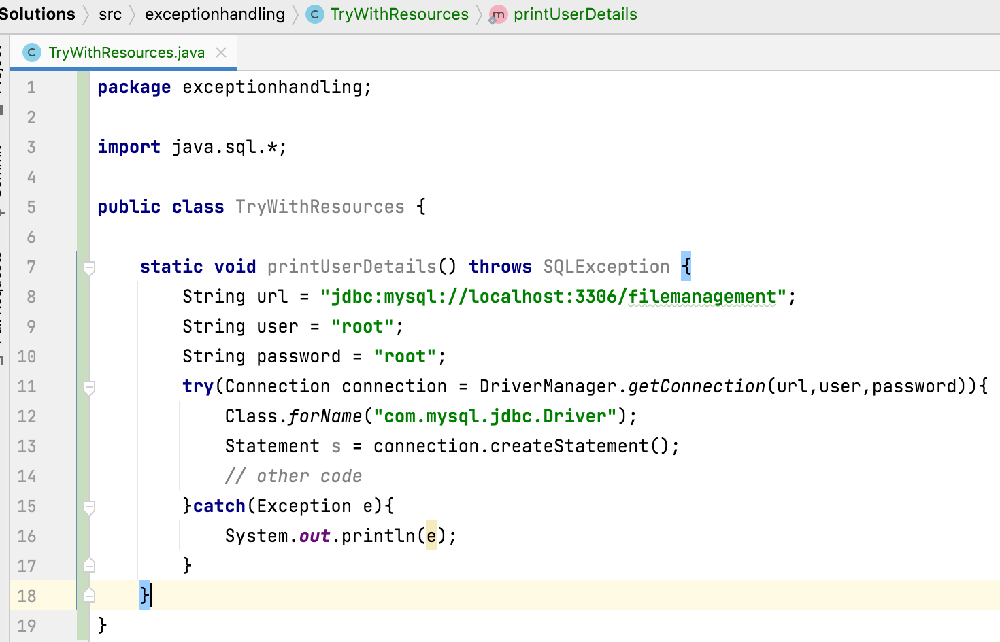 Solutions src exceptionhandling C TryWithResources m printUserDetails
C TryWithResources.java
1 package exceptionhandling;
2
3 import java.sql.*;
4
5 public class TryWithResources {
6
7 static void printUserDetails() throws SQLException {
8 String url = "jdbc:mysql://localhost:3306/filemanagement";
9 String user = "root";
10 String password = "root";
11 try(Connection connection = DriverManager.getConnection(url,user,password)){
12 Class.forName("com.mysql.jdbc.Driver");
13 Statement s = connection.createStatement();
14 // other code
15 }catch(Exception e){
16 System.out.println(e);
17 }
18 }
19 }